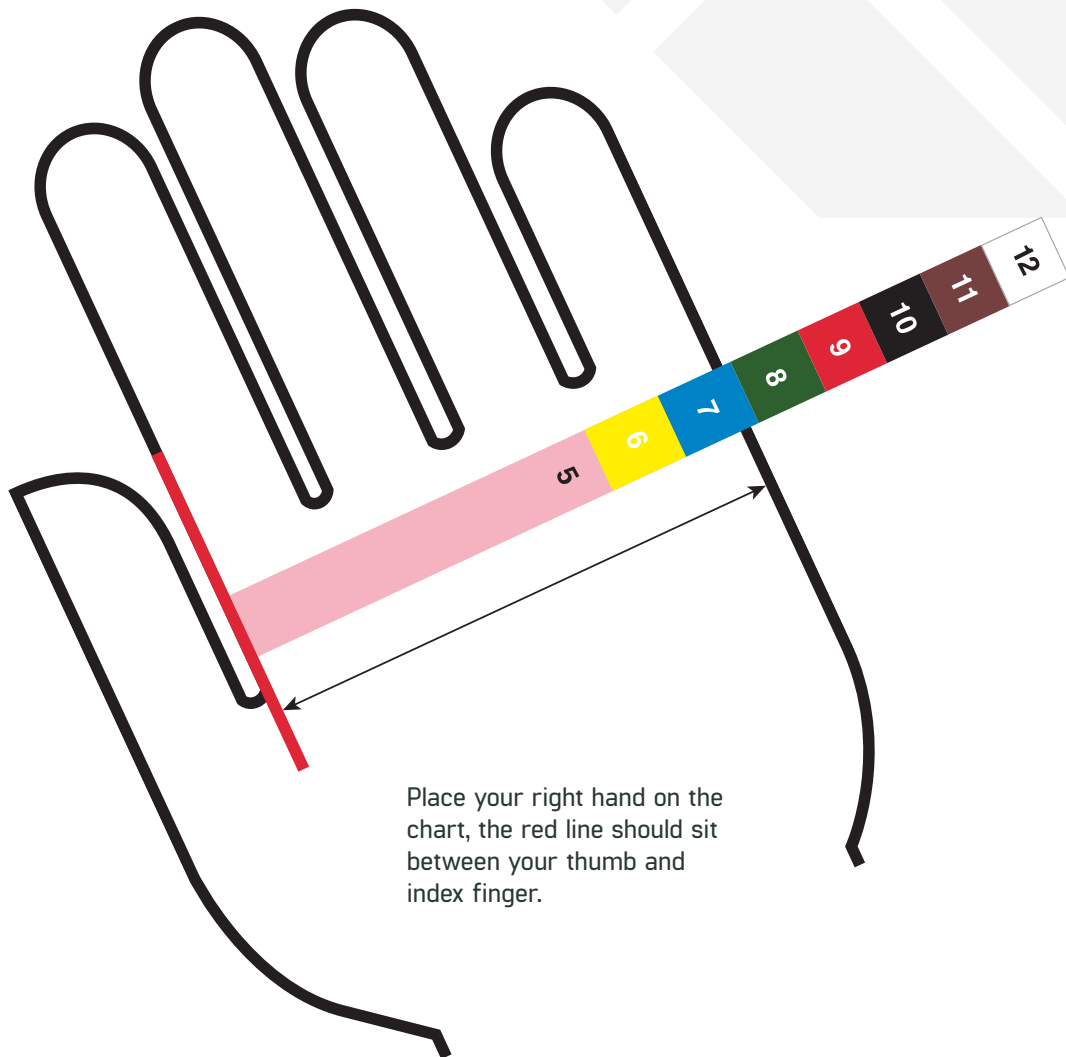 12
11
10
9
8
7
6
5
Place your right hand on the
chart, the red line should sit
between your thumb and
index finger.